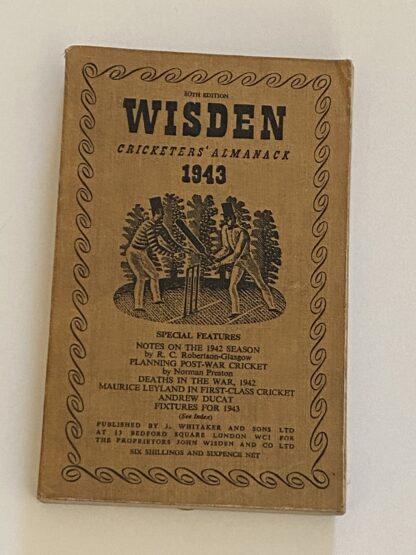 80TH EDITION
WISDEN
CRICKETERS' ALMANACK
1943
SPECIAL FEATURES
NOTES ON THE 1942 SEASON
by R. C. Robertson-Glasgow
PLANNING POST-WAR CRICKET
by Norman Preston
DEATHS IN THE WAR, 1942
MAURICE LEYLAND IN FIRST-CLASS CRICKET
ANDREW DUCAT
FIXTURES FOR 1943
(See Index)
PUBLISHED BY J. WHITAKER AND SONS LTD
AT 13 BEDFORD SQUARE LONDON WC1 FOR
THE PROPRIETORS JOHN WISDEN AND CO LTD
SIX SHILLINGS AND SIXPENCE NET